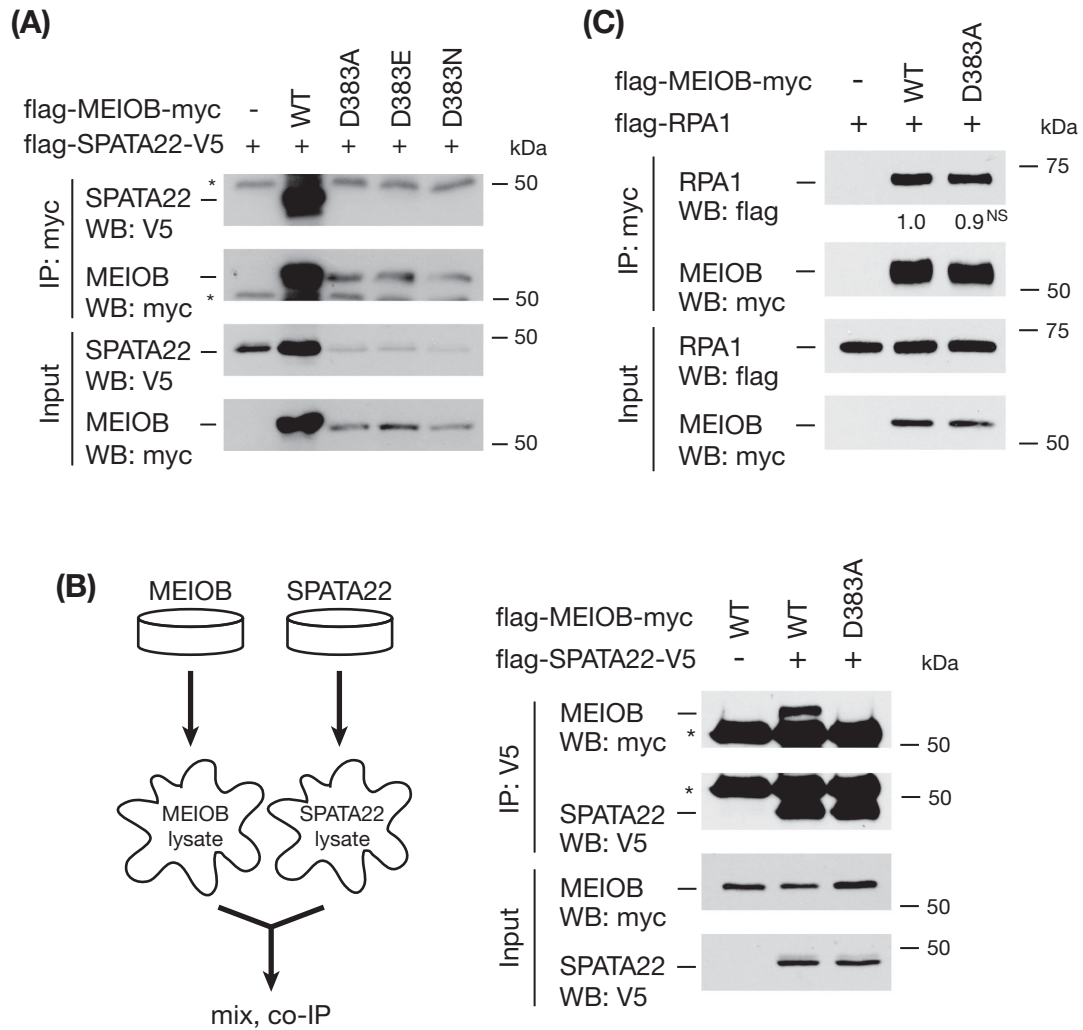 (A)
WT
D383A
D383E
D383N
flag-MEIOB-myc -
flag-SPATA22-V5 + + + + + kDa
IP: myc
*
SPATA22
WB: V5
50
MEIOB
*
WB: myc
50
Input
SPATA22
WB: V5
50
MEIOB
WB: myc
50
(C)
WT
D383A
flag-MEIOB-myc -
flag-RPA1 + + + kDa
IP: myc
75
RPA1
WB: flag
1.0 0.9NS
MEIOB
WB: myc
50
Input
75
RPA1
WB: flag
MEIOB
WB: myc
50
(B)
MEIOB SPATA22
MEIOB
lysate
SPATA22
lysate
mix, co-IP
WT
WT
D383A
flag-MEIOB-myc
flag-SPATA22-V5 - + + kDa
IP: V5
MEIOB
WB: myc *
50
*
50
SPATA22
WB: V5
Input
MEIOB
WB: myc
50
50
SPATA22
WB: V5